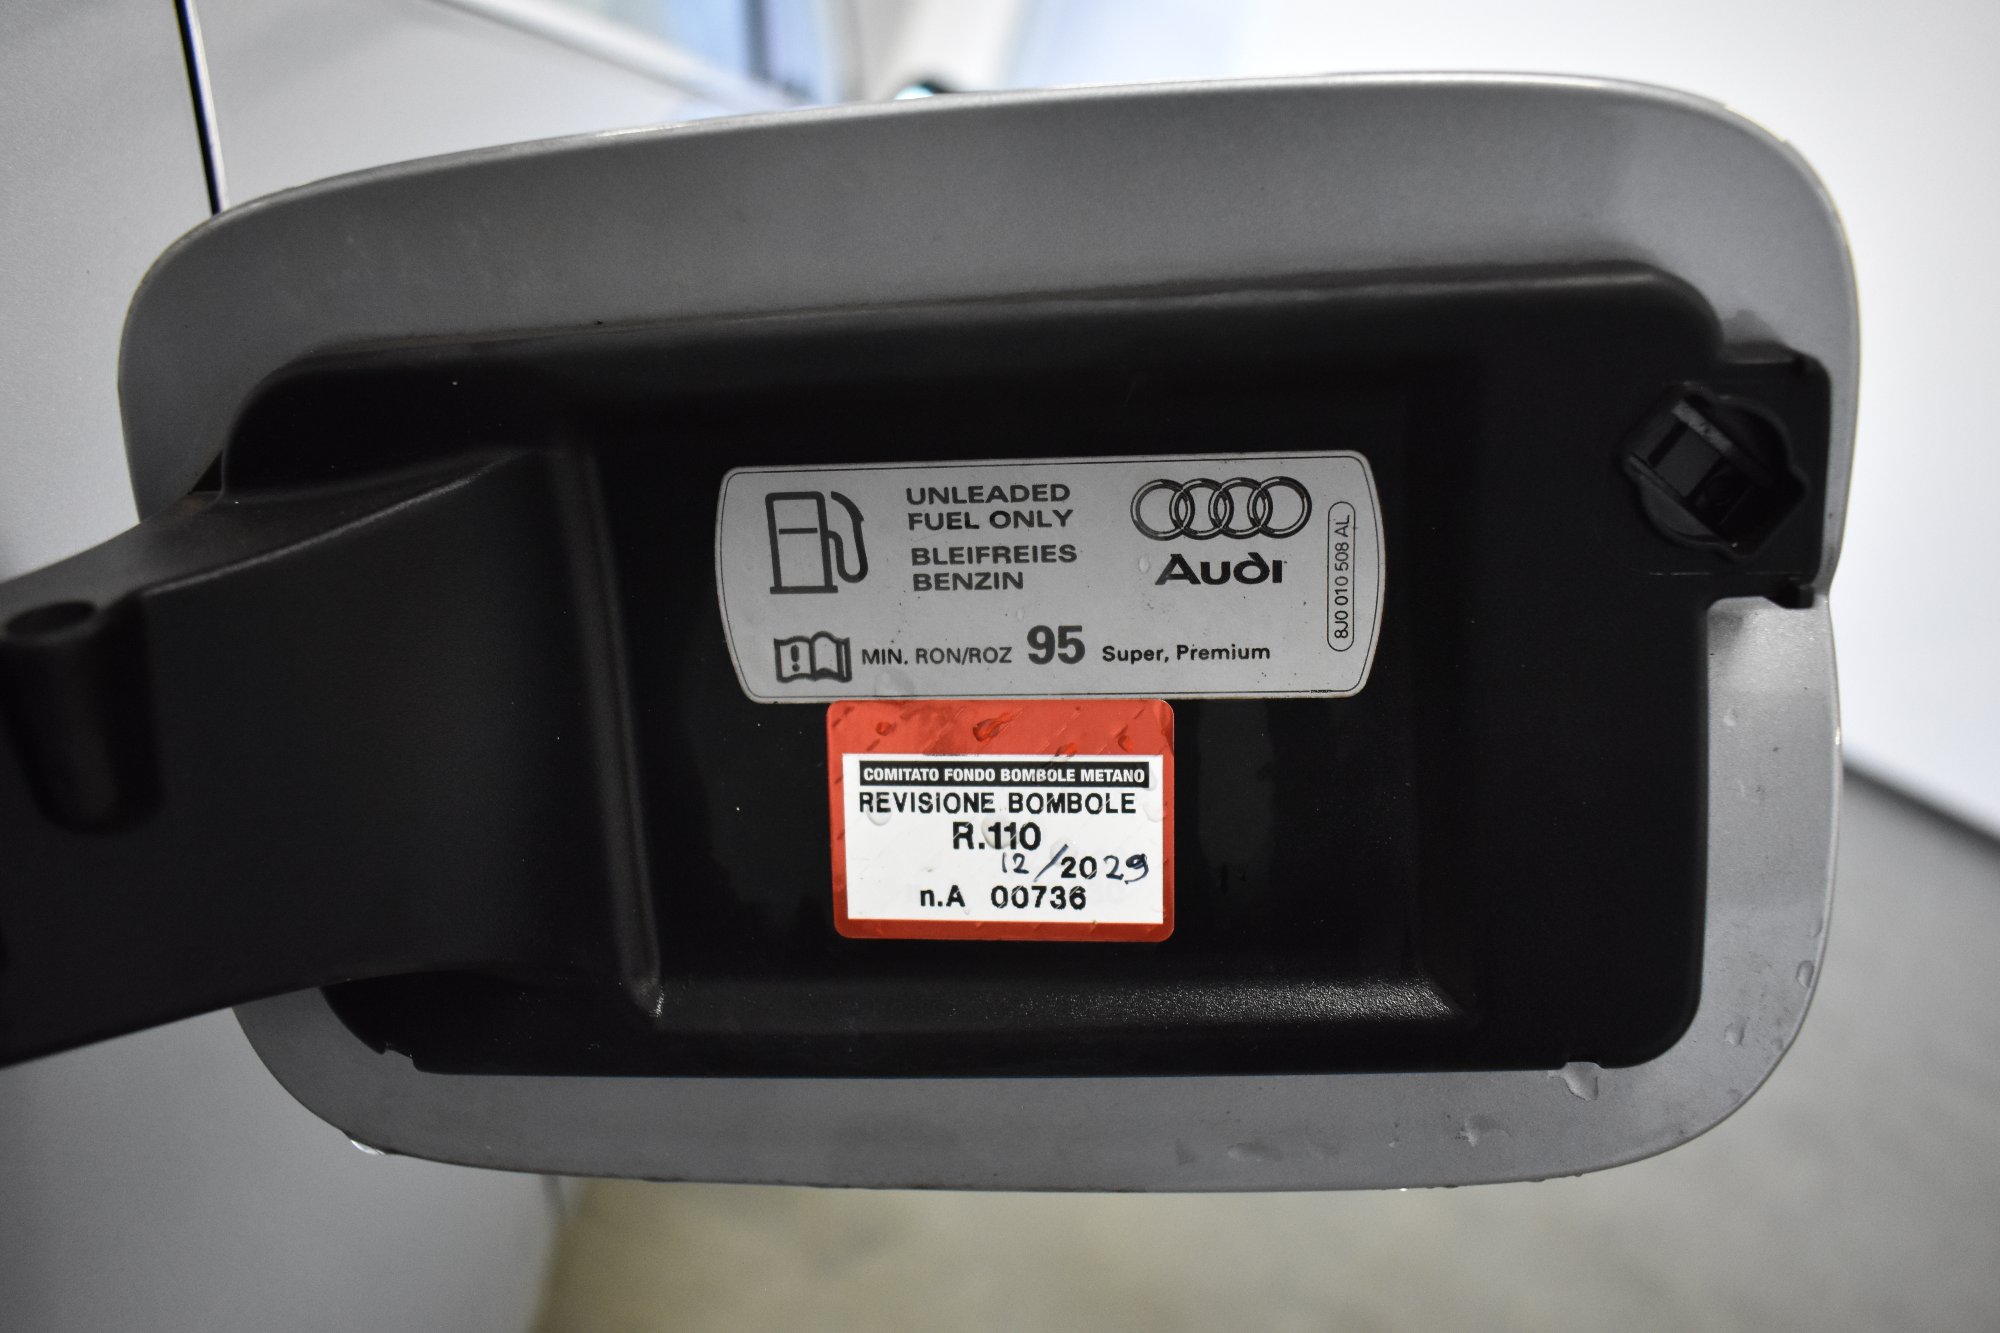 UNLEADED
FUEL ONLY
BLEIFREIES
BENZIN
Audi
8J0 010 508 AL
MIN. RON/ROZ 95 Super, Premium
COMITATO FONDO BOMBOLE METANO
REVISIONE BOMBOLE
R.110
12/2029
n.A 00736